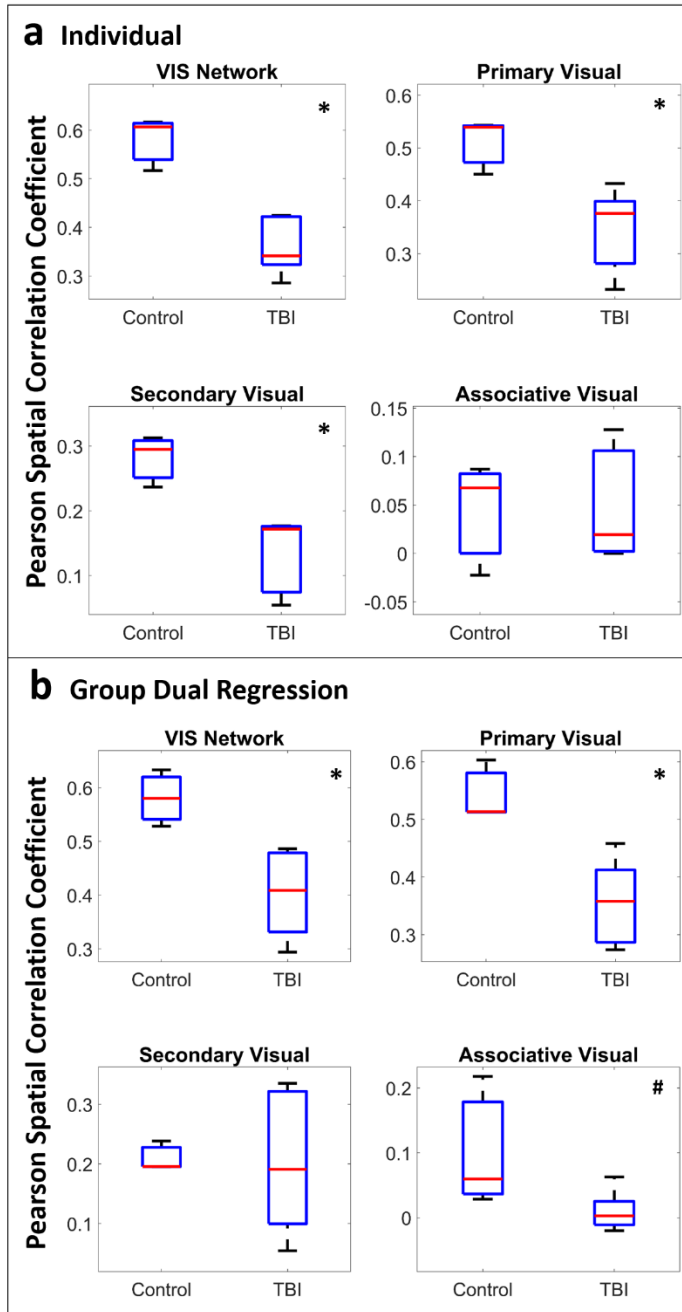 a Individual
Pearson Spatial Correlation Coefficient
VIS Network
*
0.6
0.5
0.4
0.3
Control TBI
Primary Visual
*
0.6
0.5
0.4
0.3
Control TBI
Secondary Visual
*
0.3
0.2
0.1
Control TBI
Associative Visual
0.15
0.1
0.05
0
-0.05
Control TBI
b Group Dual Regression
Pearson Spatial Correlation Coefficient
VIS Network
*
0.6
0.5
0.4
0.3
Control TBI
Primary Visual
*
0.6
0.5
0.4
0.3
Control TBI
Secondary Visual
0.3
0.2
0.1
Control TBI
Associative Visual
#
0.2
0.1
0
Control TBI